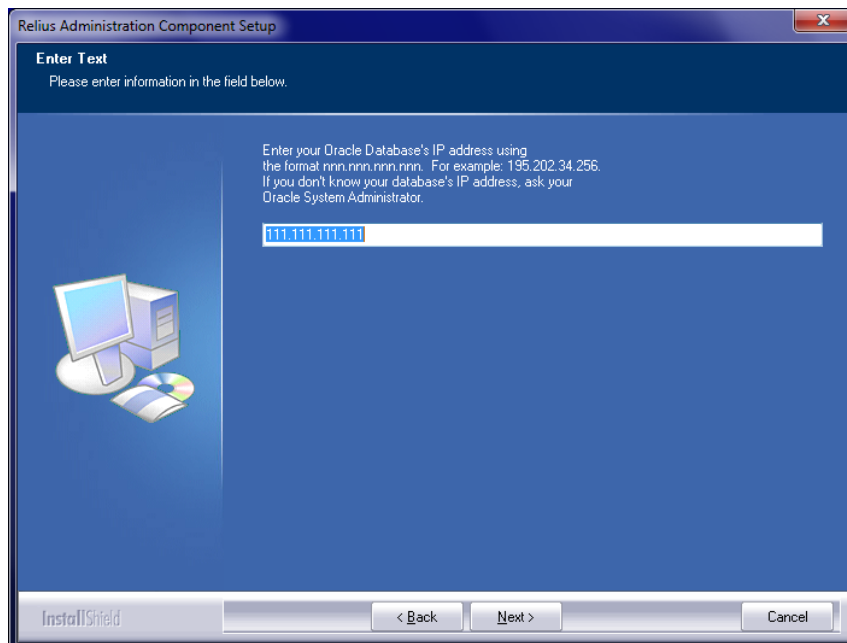 Relius Administration Component Setup
Enter Text
Please enter information in the field below.
Enter your Oracle Database's IP address using
the format nnn.nnn.nnn.nnn. For example: 195.202.34.256.
If you don't know your database's IP address, ask your
Oracle System Administrator.
111.111.111.111
InstallShield
< Back
Next >
Cancel